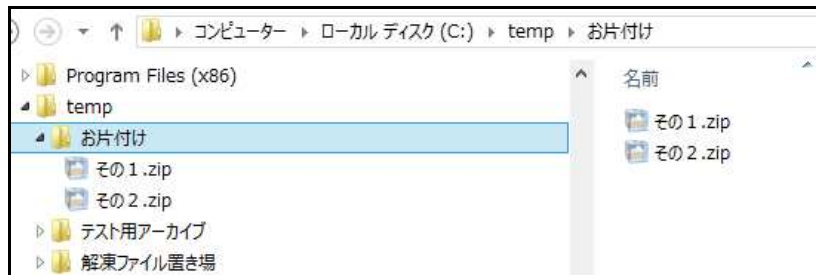 コンピューター ▸ ローカル ディスク (C:) ▸ temp ▸ お片付け
Program Files (x86)
temp
お片付け
その１.zip
その２.zip
テスト用アーカイブ
解凍ファイル置き場
名前
その１.zip
その２.zip